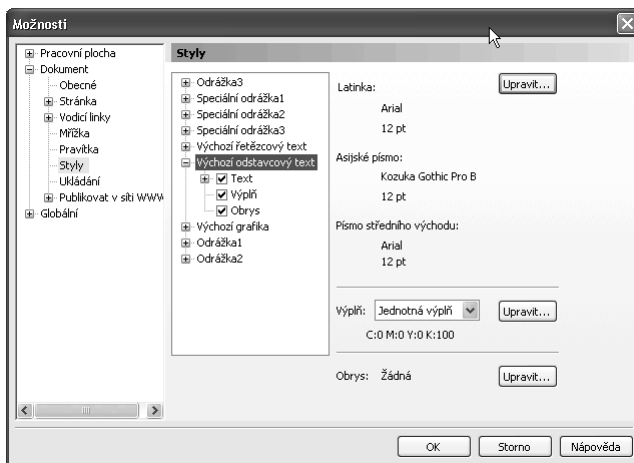 Možnosti
Pracovní plocha
Dokument
Obecné
Stránka
Vodicí linky
Mřížka
Pravítka
Styly
Ukládání
Publikovat v síti WWW
Globální
Styly
Odrážka3
Speciální odrážka1
Speciální odrážka2
Speciální odrážka3
Výchozí řetězcový text
Výchozí odstavcový text
Text
Výplň
Obrys
Výchozí grafika
Odrážka1
Odrážka2
Latinka:
Upravit...
Arial
12 pt
Asijské písmo:
Kozuka Gothic Pro B
12 pt
Písmo středního východu:
Arial
12 pt
Výplň: Jednotná výplň Upravit...
C:0 M:0 Y:0 K:100
Obrys: Žádná Upravit...
OK Storno Nápověda